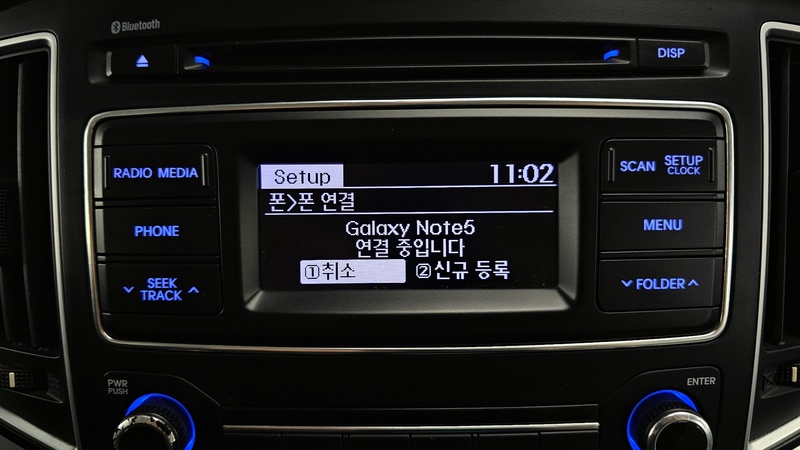 Bluetooth
DISP
RADIO MEDIA
PHONE
SEEK
TRACK
Setup 11:02
폰>폰 연결
Galaxy Note5
연결 중입니다
①취소 ②신규 등록
SCAN SETUP
CLOCK
MENU
FOLDER
PWR
PUSH
ENTER